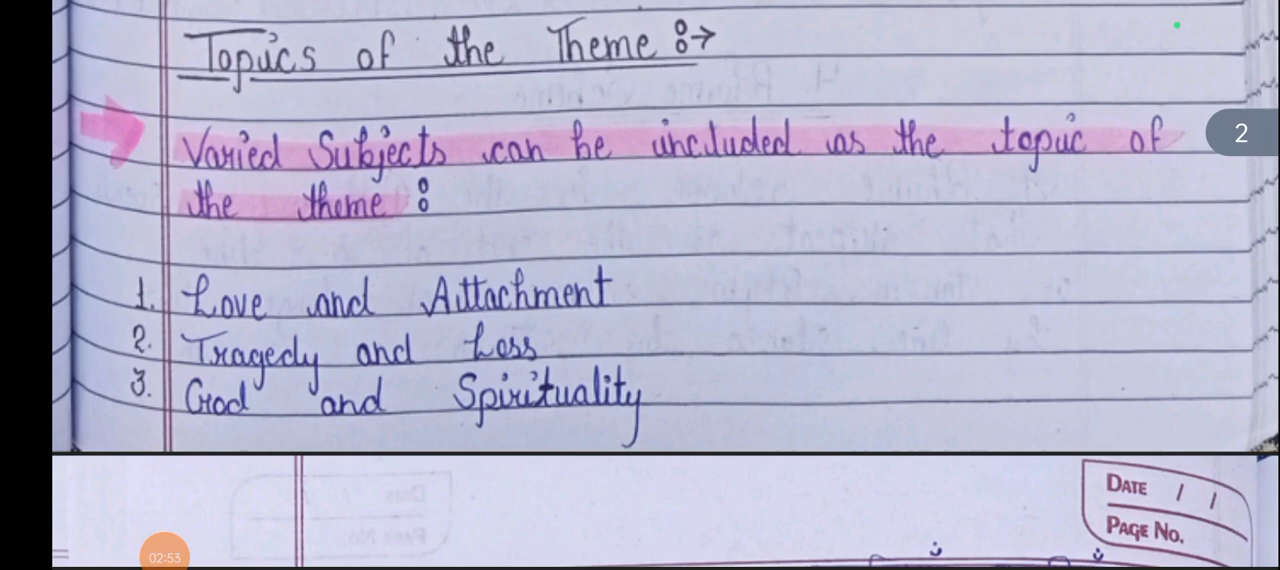 Topics of the Theme :→
Varied Subjects can be included as the topic of
the theme :
1. Love and Attachment
2. Tragedy and Loss
3. God and Spirituality
2
DATE / /
PAGE No.
02:53